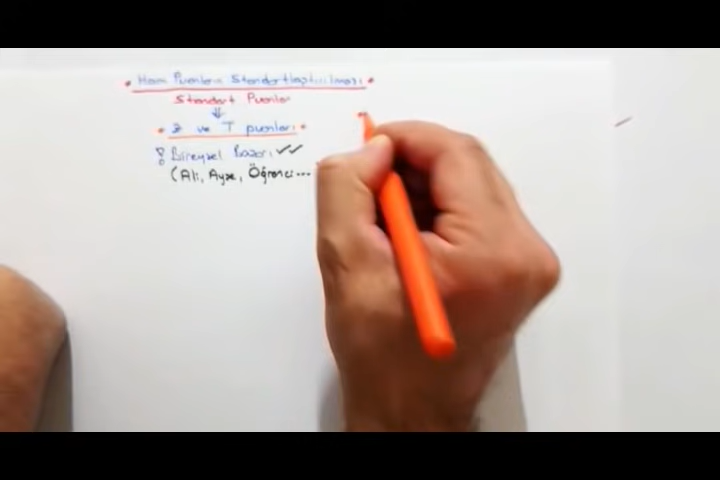 Ham Puanların Standartlaştırılması
Standart Puanlar
Z ve T puanları
! Bireysel Başarı
(Ali, Ayşe, Öğrenci...